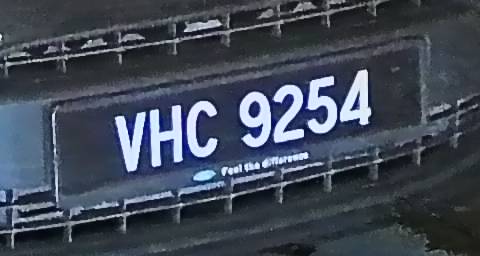 VHC 9254
Feel the difference